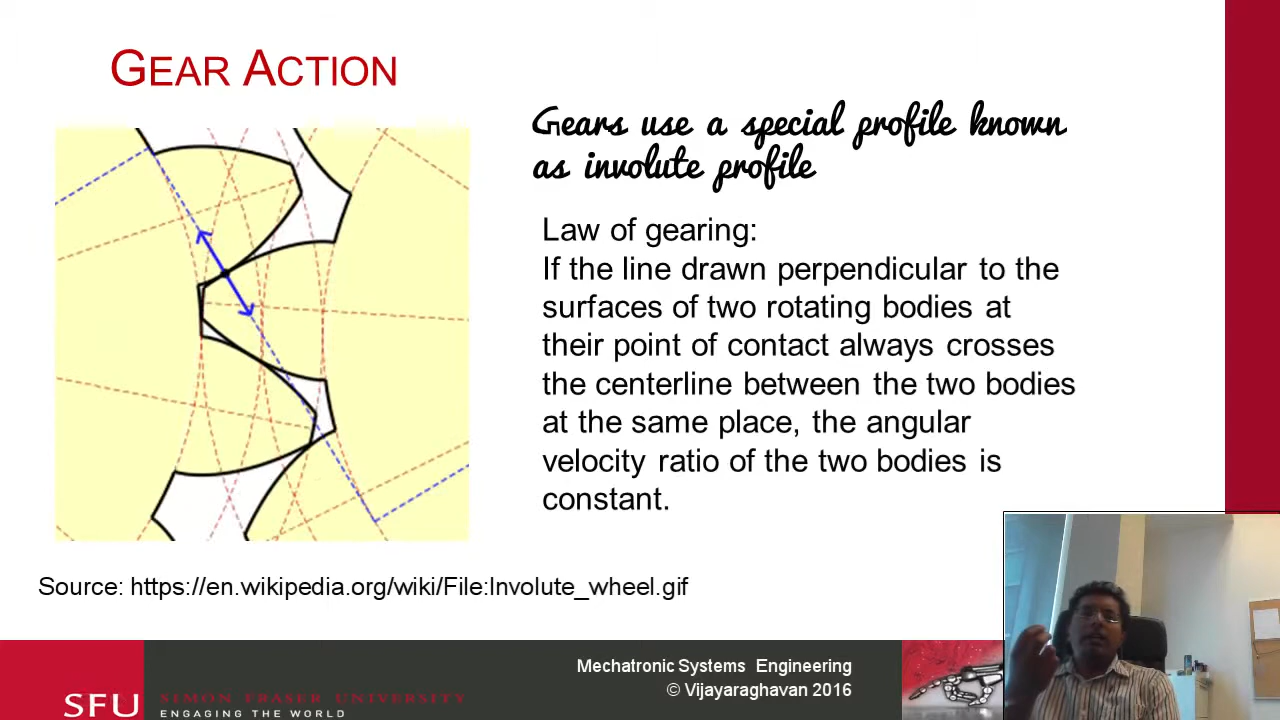 GEAR ACTION
Gears use a special profile known
as involute profile
Law of gearing:
If the line drawn perpendicular to the
surfaces of two rotating bodies at
their point of contact always crosses
the centerline between the two bodies
at the same place, the angular
velocity ratio of the two bodies is
constant.
Source: https://en.wikipedia.org/wiki/File:Involute_wheel.gif
Mechatronic Systems Engineering
© Vijayaraghavan 2016
SFU
SIMON FRASER UNIVERSITY
ENGAGING THE WORLD